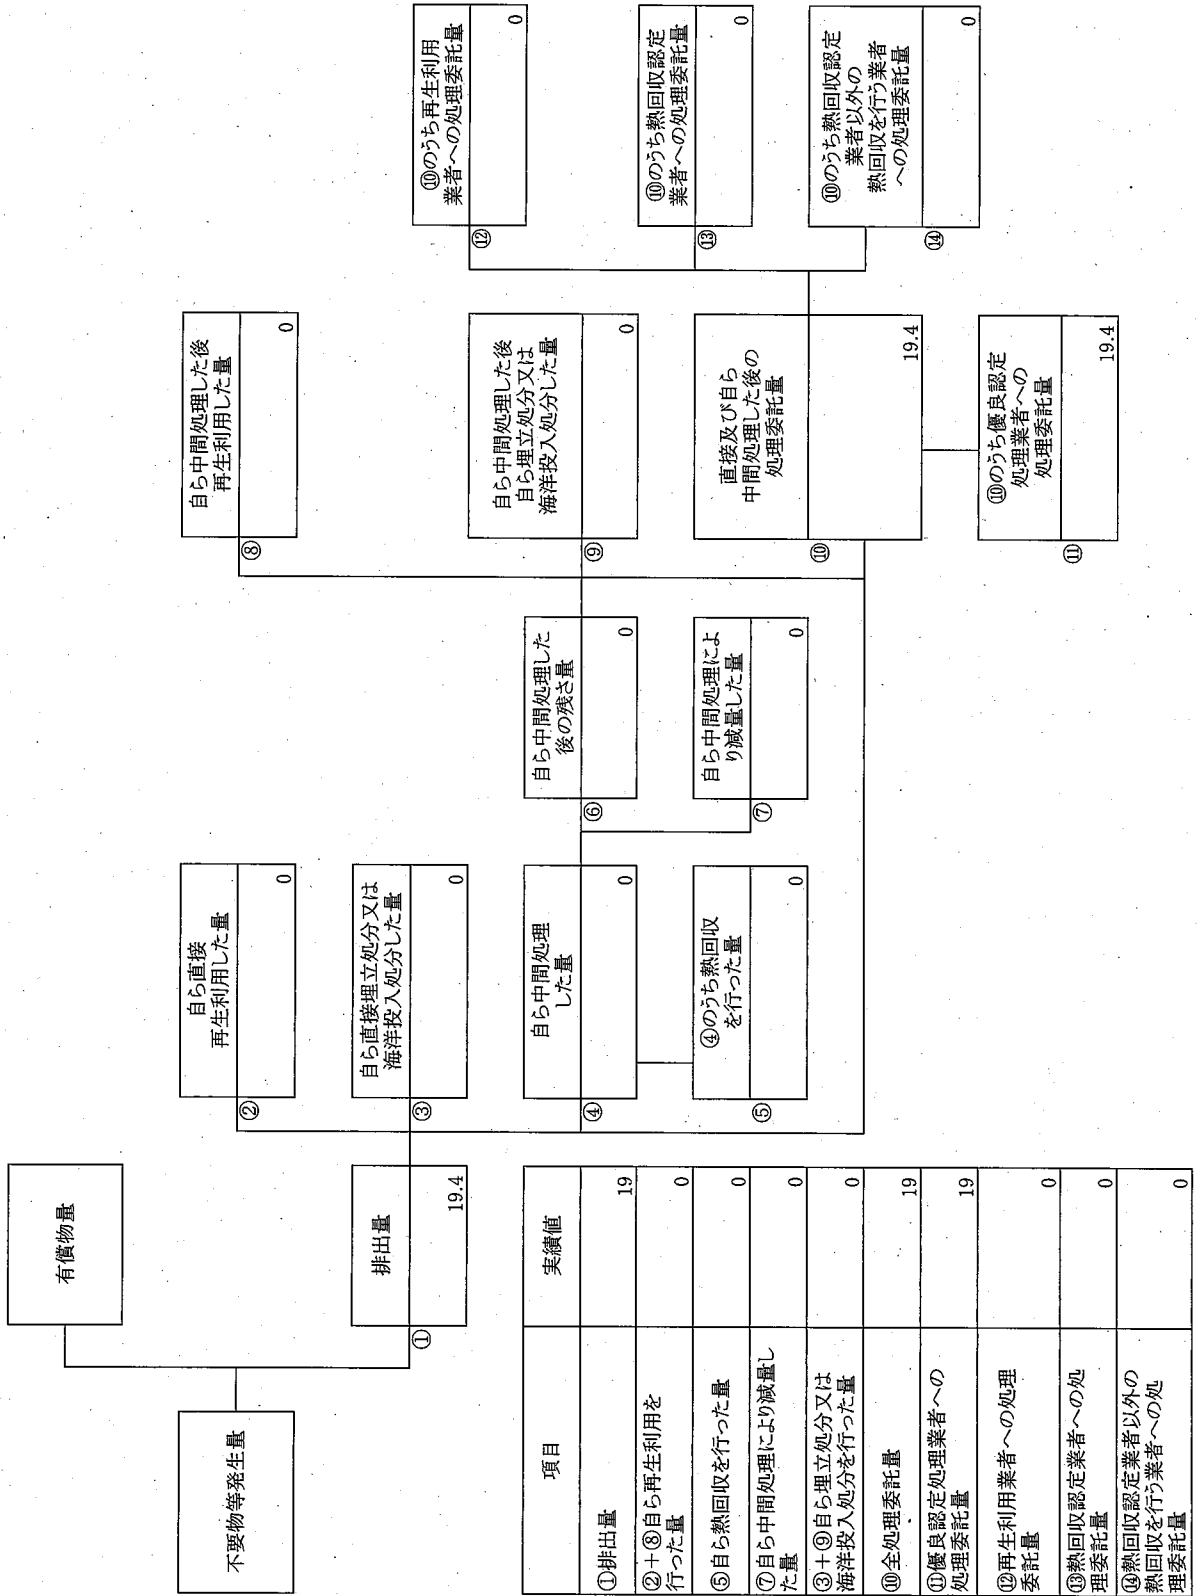 有償物量
不要物等発生量
排出量
①
19.4
自ら直接
再生利用した量
②
0
自ら直接埋立処分又は
海洋投入処分した量
③
0
自ら中間処理
した量
④
0
④のうち熱回収
を行った量
⑤
0
自ら中間処理した
後の残さ量
⑥
0
自ら中間処理によ
り減量した量
⑦
0
自ら中間処理した後
再生利用した量
⑧
0
自ら中間処理した後
自ら埋立処分又は
海洋投入処分した量
⑨
0
直接及び自ら
中間処理した後の
処理委託量
⑩
19.4
⑩のうち優良認定
処理業者への
処理委託量
⑪
19.4
⑩のうち再生利用
業者への処理委託量
⑫
0
⑩のうち熱回収認定
業者への処理委託量
⑬
0
⑩のうち熱回収認定
業者以外の
熱回収を行う業者
への処理委託量
⑭
0
項目 実績値
①排出量 19
②+⑧自ら再生利用を
行った量 0
⑤自ら熱回収を行った量 0
⑦自ら中間処理により減量し
た量 0
③+⑨自ら埋立処分又は
海洋投入処分を行った量 0
⑩全処理委託量 19
⑪優良認定処理業者への
処理委託量 19
⑫再生利用業者への処理
委託量 0
⑬熱回収認定業者への処
理委託量 0
⑭熱回収認定業者以外の
熱回収を行う業者への処
理委託量 0